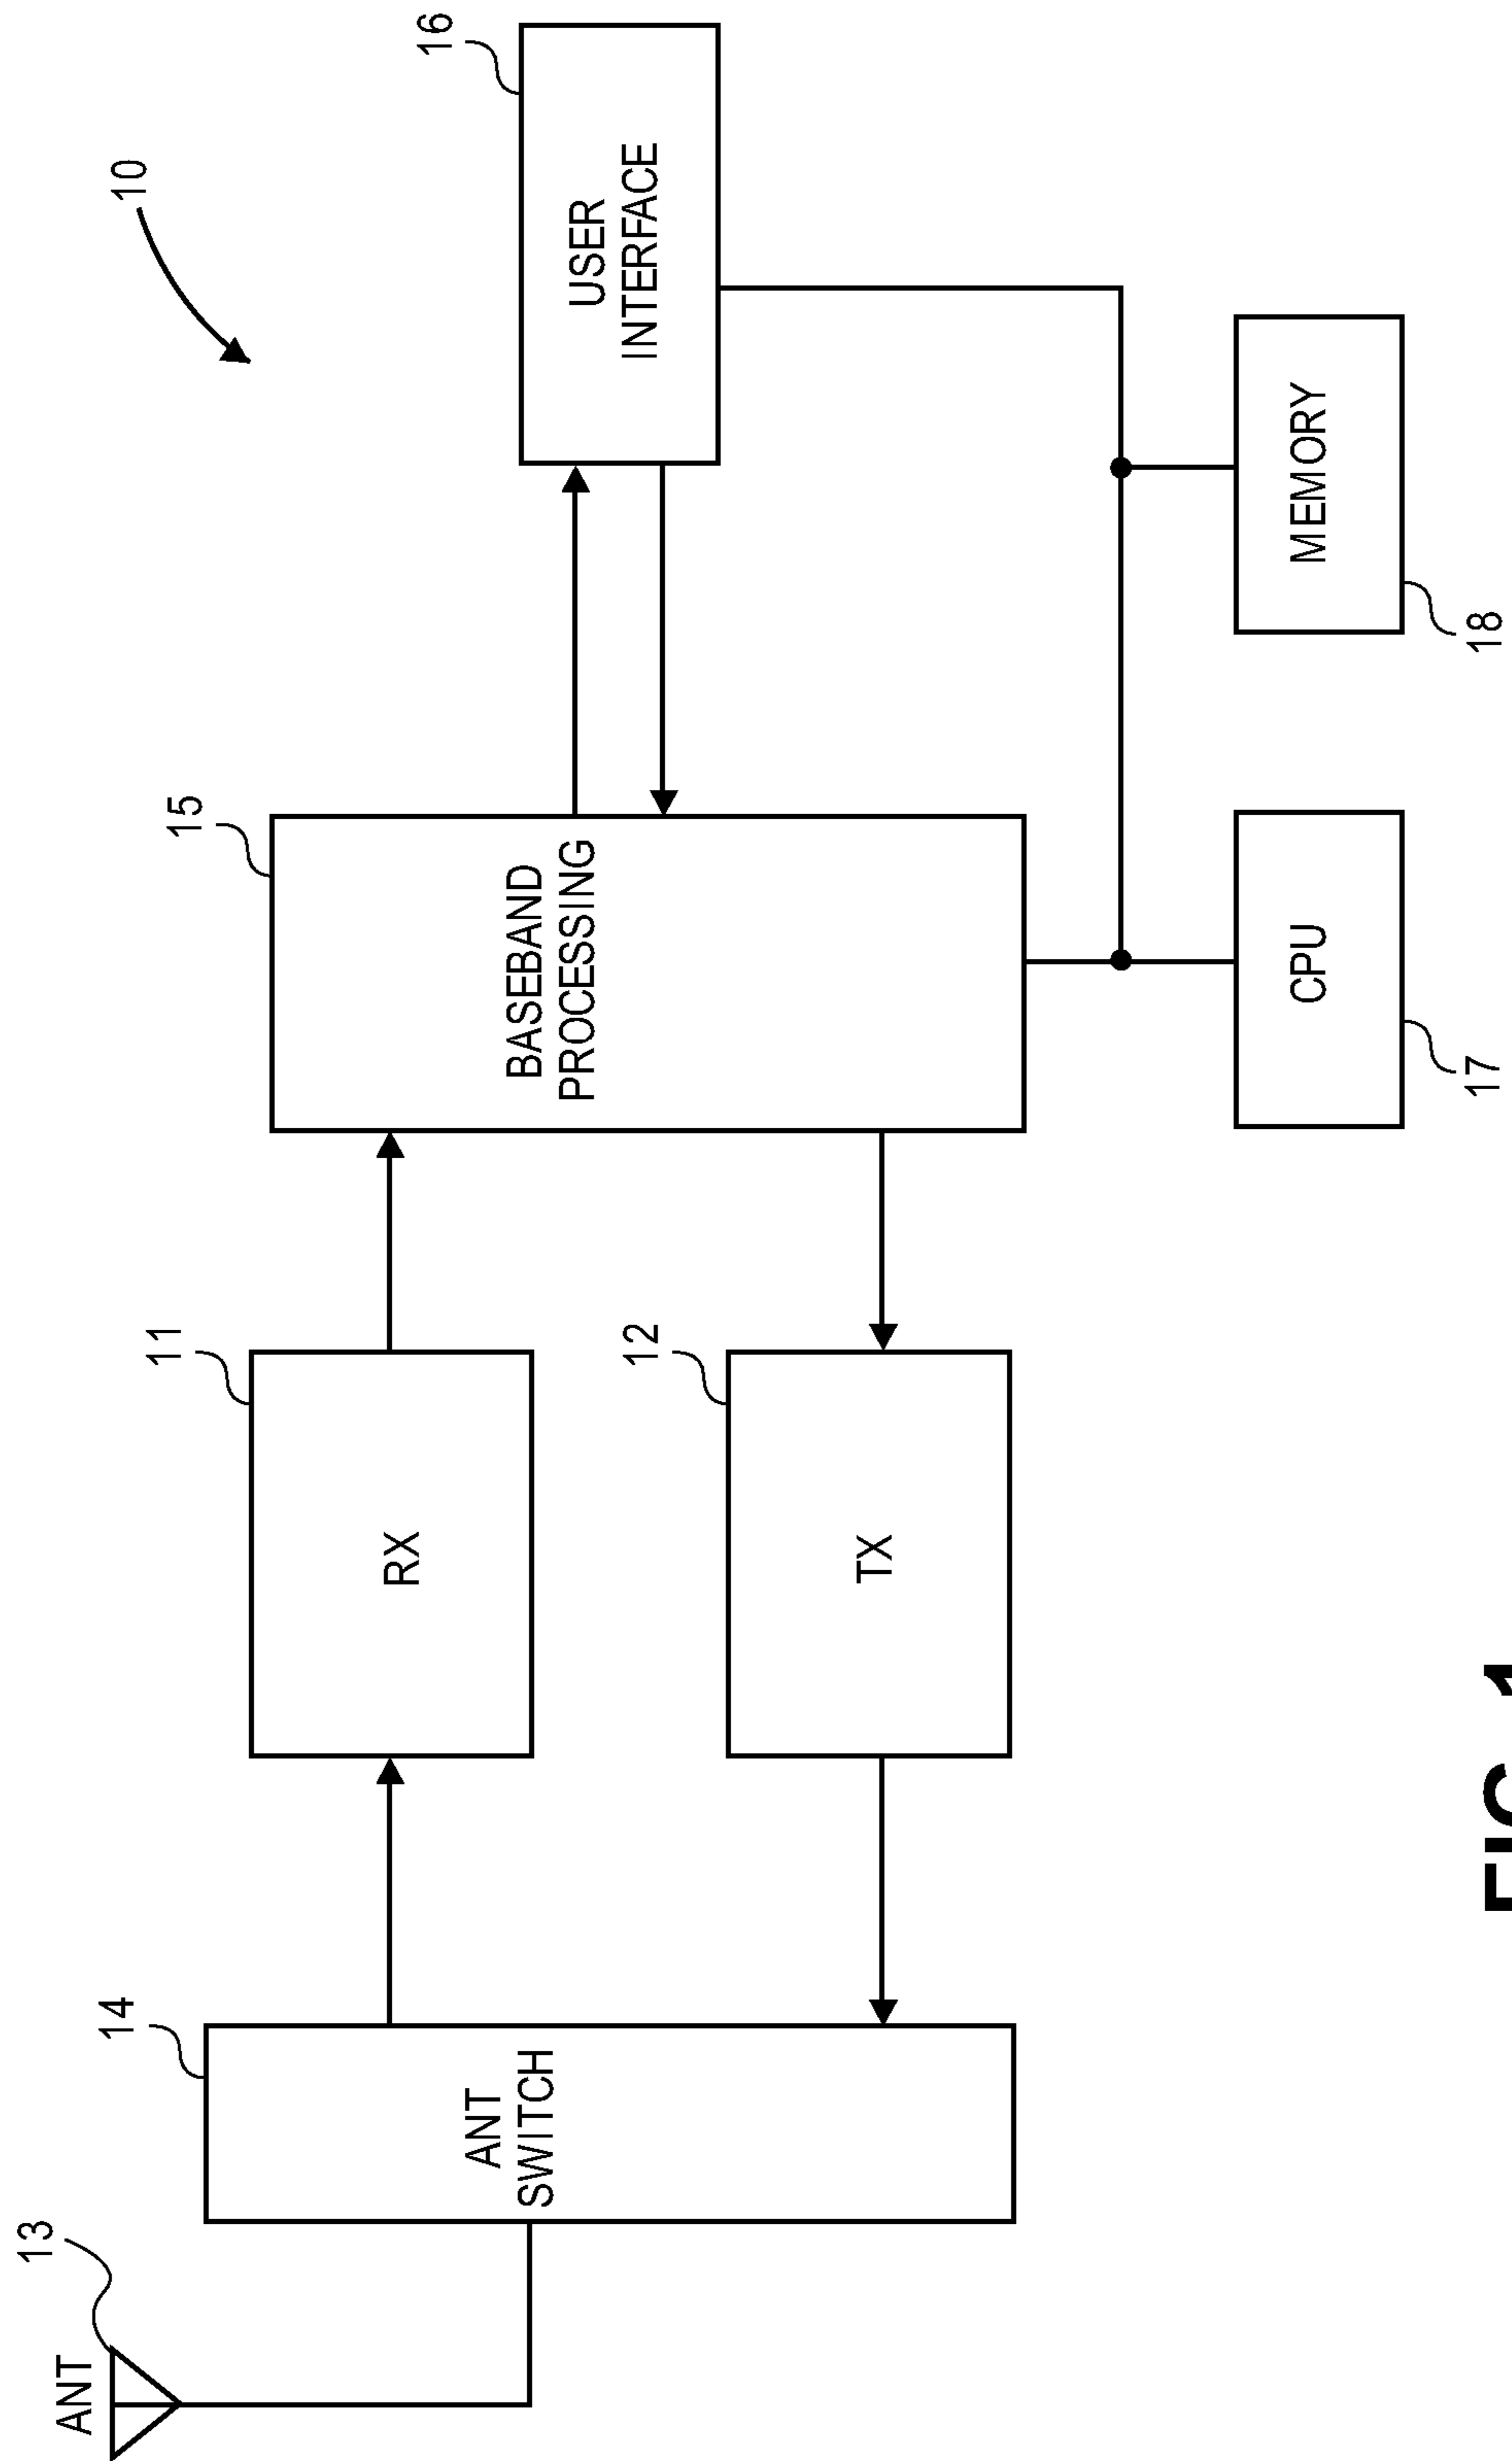 10
ANT
13
14
ANT
SWITCH
11
RX
12
TX
15
BASEBAND
PROCESSING
16
USER
INTERFACE
17
CPU
18
MEMORY